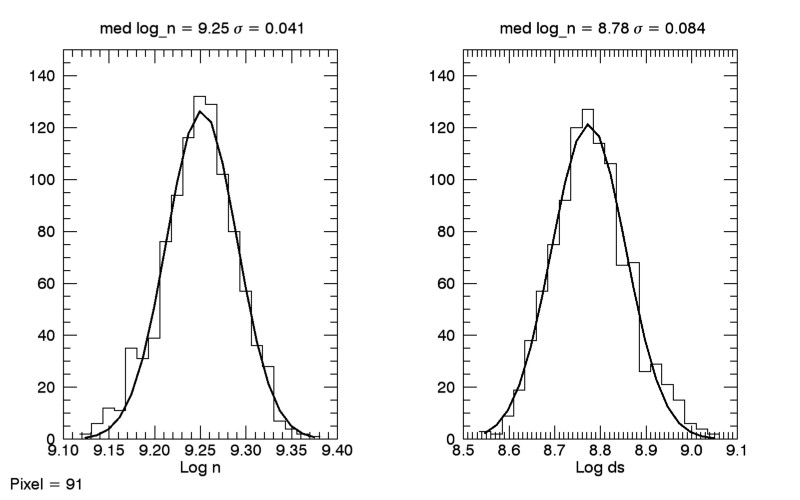 med log_n = 9.25 σ = 0.041
med log_n = 8.78 σ = 0.084
140
120
100
80
60
40
20
0
9.10 9.15 9.20 9.25 9.30 9.35 9.40
Log n
140
120
100
80
60
40
20
0
8.5 8.6 8.7 8.8 8.9 9.0 9.1
Log ds
Pixel = 91